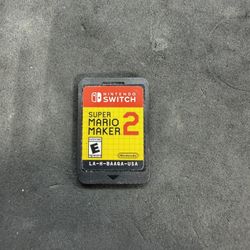 NINTENDO
SWITCH
SUPER
MARIO
MAKER 2
E
Nintendo
LA-H-BAAQA-USA